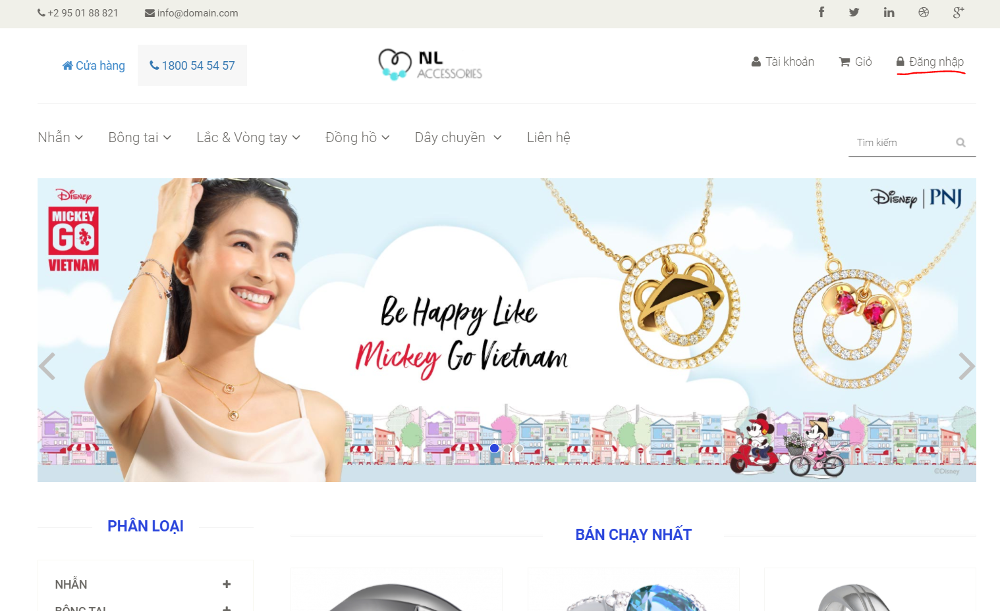 +2 95 01 88 821 info@domain.com
Cửa hàng 1800 54 54 57
NL
ACCESSORIES
Tài khoản Giỏ Đăng nhập
Nhẫn Bông tai Lắc & Vòng tay Đồng hồ Dây chuyền Liên hệ
Tìm kiếm
Disney
MICKEY
GO
VIETNAM
Disney | PNJ
Be Happy Like
Mickey Go Vietnam
©Disney
PHÂN LOẠI
BÁN CHẠY NHẤT
NHẪN
BÔNG TAI